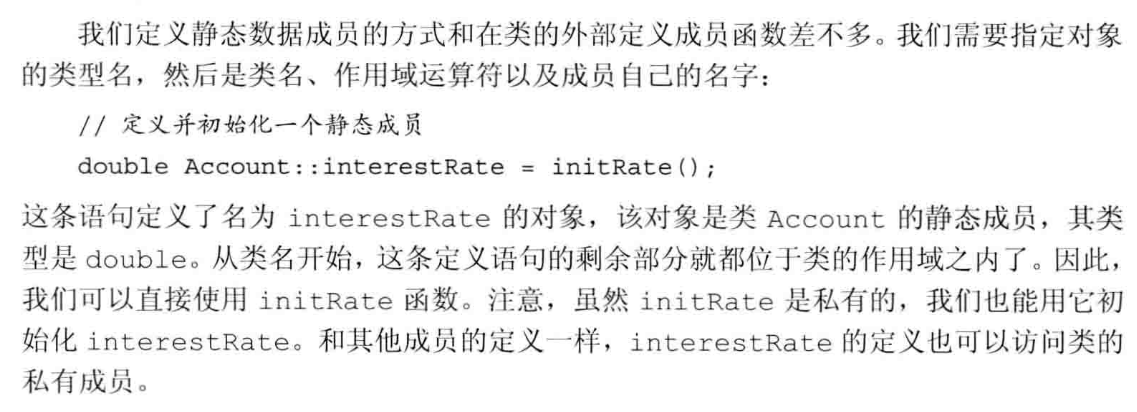 我们定义静态数据成员的方式和在类的外部定义成员函数差不多。我们需要指定对象
的类型名，然后是类名、作用域运算符以及成员自己的名字：
// 定义并初始化一个静态成员
double Account::interestRate = initRate();
这条语句定义了名为 interestRate 的对象，该对象是类 Account 的静态成员，其类
型是 double。从类名开始，这条定义语句的剩余部分就都位于类的作用域之内了。因此，
我们可以直接使用 initRate 函数。注意，虽然 initRate 是私有的，我们也能用它初
始化 interestRate。和其他成员的定义一样，interestRate 的定义也可以访问类的
私有成员。